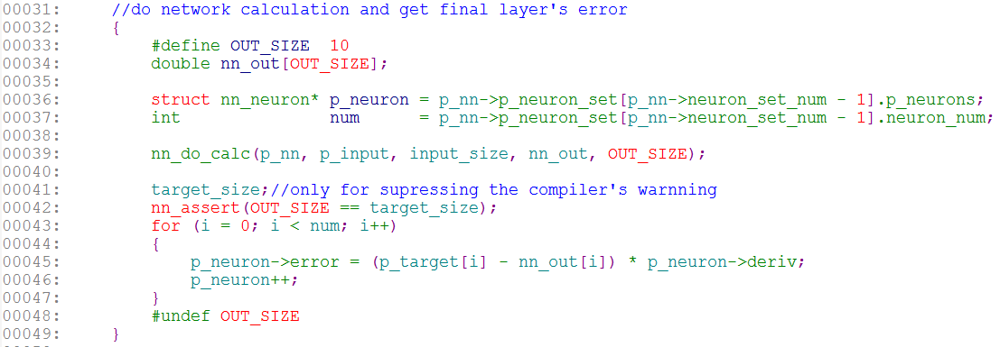 00031:      //do network calculation and get final layer's error
00032:      {
00033:          #define OUT_SIZE  10
00034:          double nn_out[OUT_SIZE];
00035:
00036:          struct nn_neuron* p_neuron = p_nn->p_neuron_set[p_nn->neuron_set_num - 1].p_neurons;
00037:          int               num      = p_nn->p_neuron_set[p_nn->neuron_set_num - 1].neuron_num;
00038:
00039:          nn_do_calc(p_nn, p_input, input_size, nn_out, OUT_SIZE);
00040:
00041:          target_size;//only for supressing the compiler's warnning
00042:          nn_assert(OUT_SIZE == target_size);
00043:          for (i = 0; i < num; i++)
00044:          {
00045:              p_neuron->error = (p_target[i] - nn_out[i]) * p_neuron->deriv;
00046:              p_neuron++;
00047:          }
00048:          #undef OUT_SIZE
00049:      }